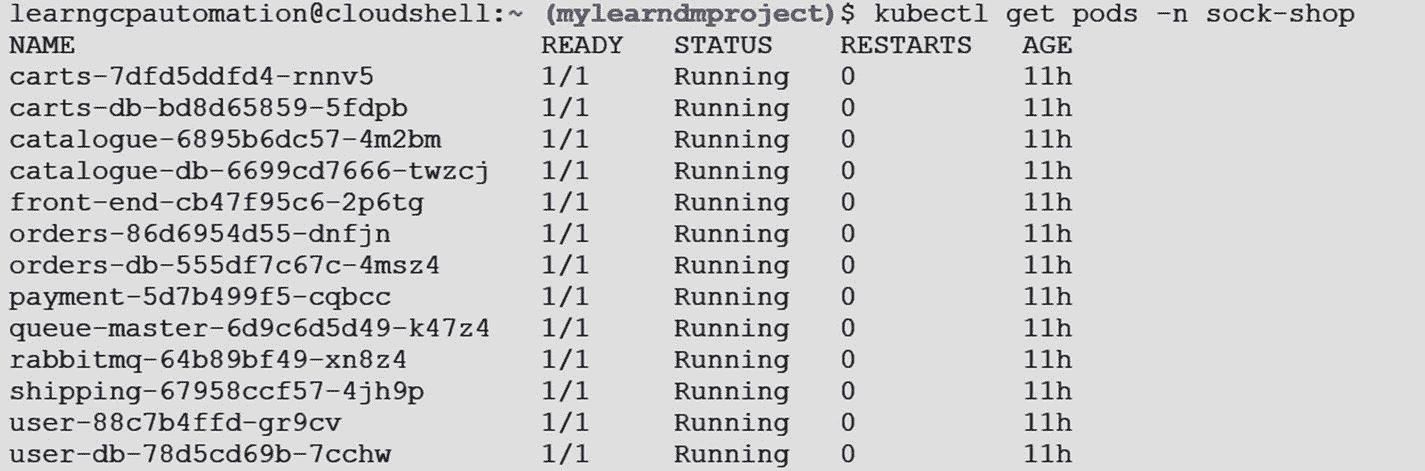 learngcpautomation@cloudshell:~ (mylearndmproject)$ kubectl get pods -n sock-shop
NAME READY STATUS RESTARTS AGE
carts-7dfd5ddfd4-rnnv5 1/1 Running 0 11h
carts-db-bd8d65859-5fdpb 1/1 Running 0 11h
catalogue-6895b6dc57-4m2bm 1/1 Running 0 11h
catalogue-db-6699cd7666-twzcj 1/1 Running 0 11h
front-end-cb47f95c6-2p6tg 1/1 Running 0 11h
orders-86d6954d55-dnfjn 1/1 Running 0 11h
orders-db-555df7c67c-4msz4 1/1 Running 0 11h
payment-5d7b499f5-cqbcc 1/1 Running 0 11h
queue-master-6d9c6d5d49-k47z4 1/1 Running 0 11h
rabbitmq-64b89bf49-xn8z4 1/1 Running 0 11h
shipping-67958ccf57-4jh9p 1/1 Running 0 11h
user-88c7b4ffd-gr9cv 1/1 Running 0 11h
user-db-78d5cd69b-7cchw 1/1 Running 0 11h